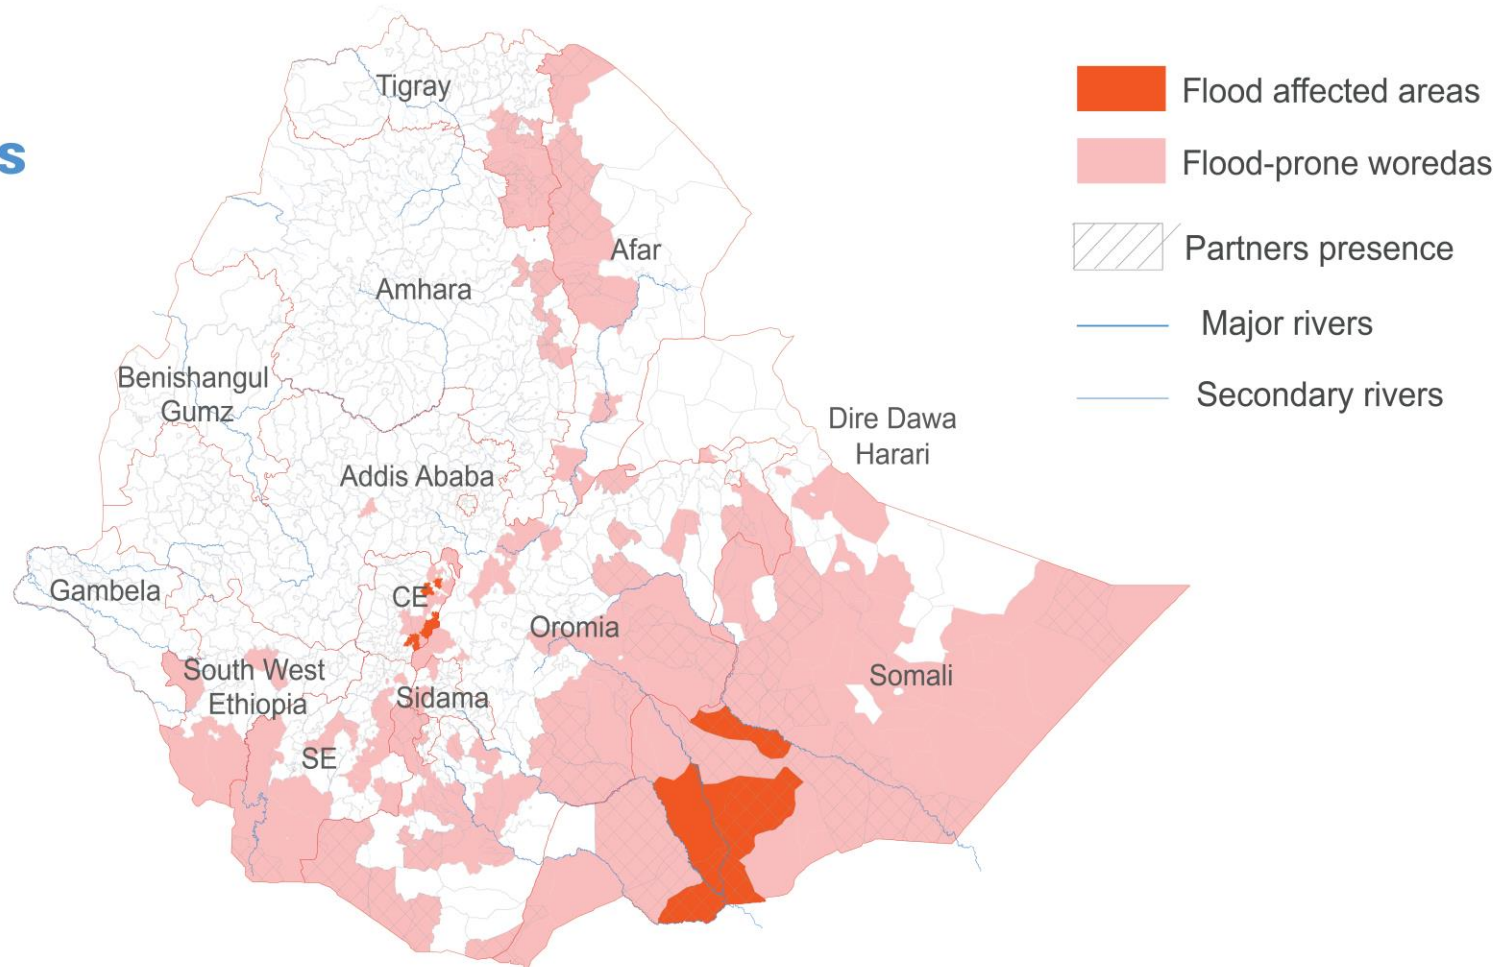 s
Tigray
Afar
Amhara
Benishangul
Gumz
Dire Dawa
Harari
Addis Ababa
Gambela
CE
Oromia
South West
Ethiopia
Sidama
Somali
SE
Flood affected areas
Flood-prone woredas
Partners presence
Major rivers
Secondary rivers